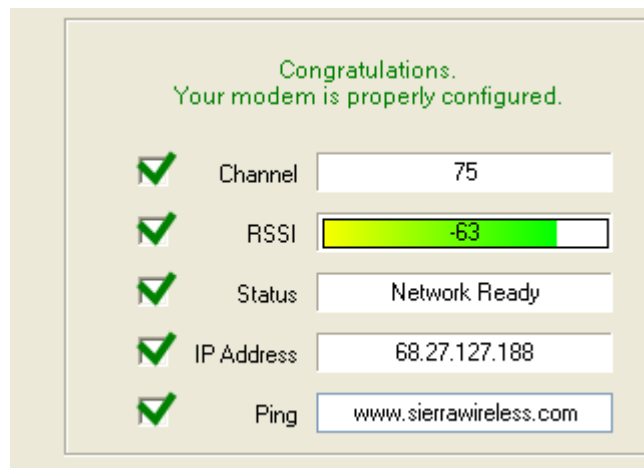 Congratulations.
Your modem is properly configured.
Channel 75
RSSI -63
Status Network Ready
IP Address 68.27.127.188
Ping www.sierrawireless.com